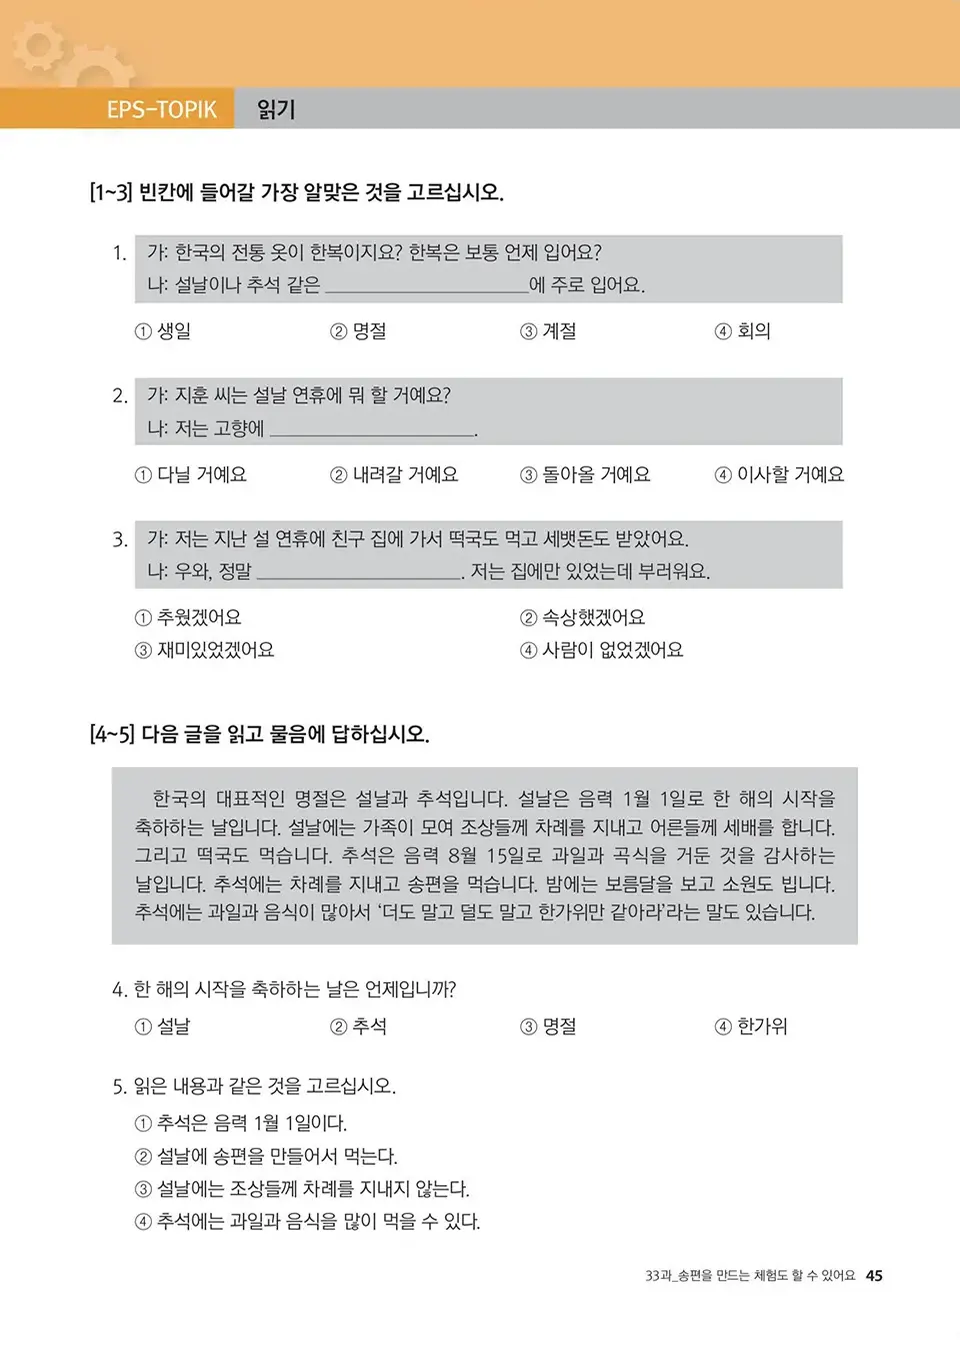 EPS-TOPIK 읽기
[1~3] 빈칸에 들어갈 가장 알맞은 것을 고르십시오.
1. 가: 한국의 전통 옷이 한복이지요? 한복은 보통 언제 입어요?
나: 설날이나 추석 같은 ____________________에 주로 입어요.
① 생일 ② 명절 ③ 계절 ④ 회의
2. 가: 지훈 씨는 설날 연휴에 뭐 할 거예요?
나: 저는 고향에 ____________________.
① 다닐 거예요 ② 내려갈 거예요 ③ 돌아올 거예요 ④ 이사할 거예요
3. 가: 저는 지난 설 연휴에 친구 집에 가서 떡국도 먹고 세뱃돈도 받았어요.
나: 우와, 정말 ____________________. 저는 집에만 있었는데 부러워요.
① 추웠겠어요 ② 속상했겠어요
③ 재미있었겠어요 ④ 사람이 없었겠어요
[4~5] 다음 글을 읽고 물음에 답하십시오.
한국의 대표적인 명절은 설날과 추석입니다. 설날은 음력 1월 1일로 한 해의 시작을
축하하는 날입니다. 설날에는 가족이 모여 조상들께 차례를 지내고 어른들께 세배를 합니다.
그리고 떡국도 먹습니다. 추석은 음력 8월 15일로 과일과 곡식을 거둔 것을 감사하는
날입니다. 추석에는 차례를 지내고 송편을 먹습니다. 밤에는 보름달을 보고 소원도 빕니다.
추석에는 과일과 음식이 많아서 ‘더도 말고 덜도 말고 한가위만 같아라’라는 말도 있습니다.
4. 한 해의 시작을 축하하는 날은 언제입니까?
① 설날 ② 추석 ③ 명절 ④ 한가위
5. 읽은 내용과 같은 것을 고르십시오.
① 추석은 음력 1월 1일이다.
② 설날에 송편을 만들어서 먹는다.
③ 설날에는 조상들께 차례를 지내지 않는다.
④ 추석에는 과일과 음식을 많이 먹을 수 있다.
33과_송편을 만드는 체험도 할 수 있어요 45